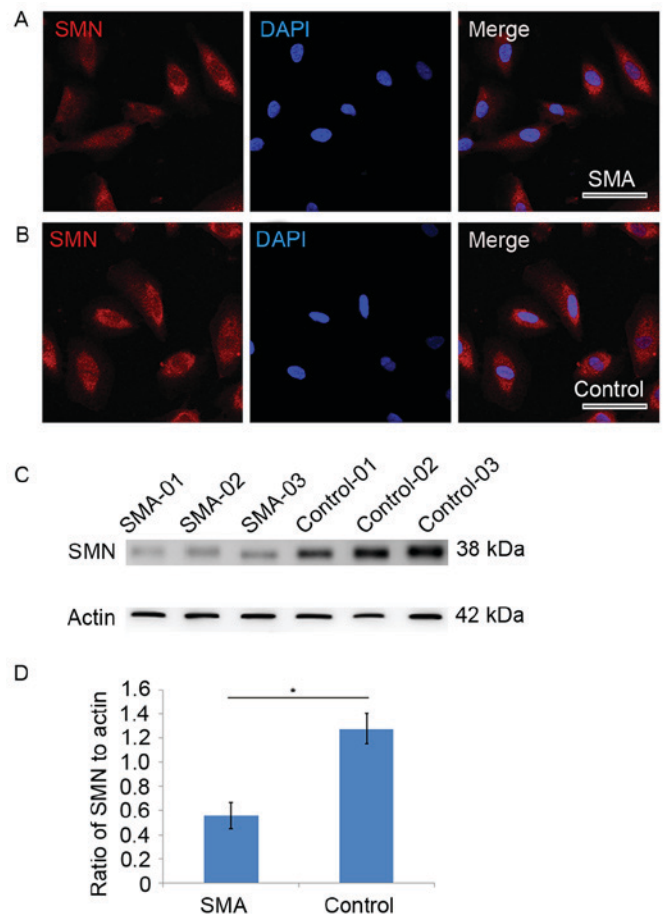 A
SMN DAPI Merge
SMA
B
SMN DAPI Merge
Control
C
SMA-01 SMA-02 SMA-03 Control-01 Control-02 Control-03
SMN 38 kDa
Actin 42 kDa
D
Ratio of SMN to actin
1.6
*
1.4
1.2
1.0
0.8
0.6
0.4
0.2
0
SMA Control